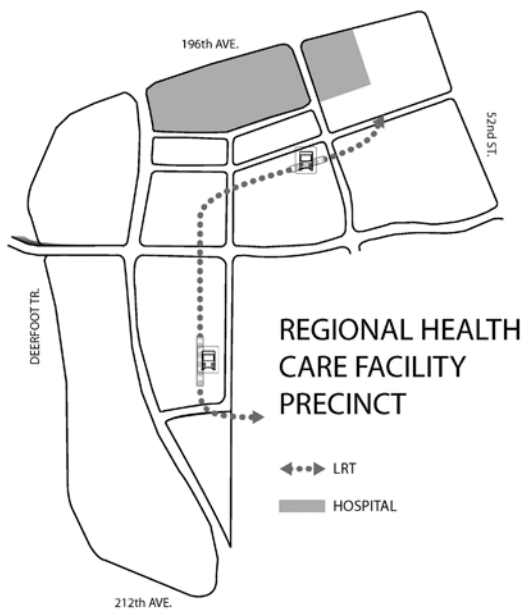 196th AVE.
52nd ST.
DEERFOOT TR.
REGIONAL HEALTH
CARE FACILITY
PRECINCT
LRT
HOSPITAL
212th AVE.